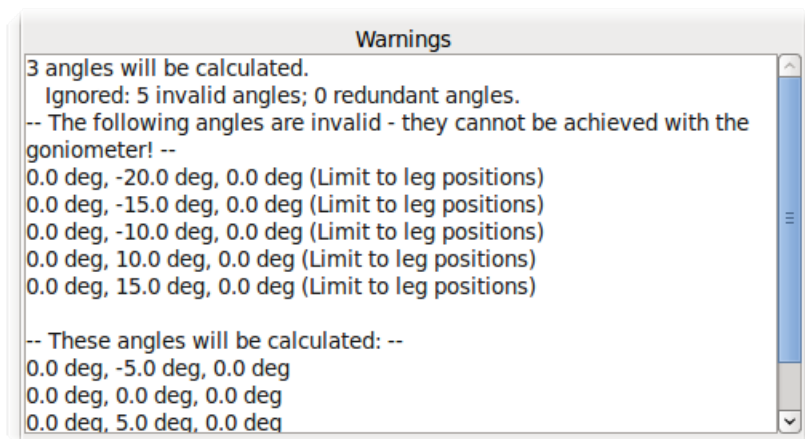 Warnings
3 angles will be calculated.
Ignored: 5 invalid angles; 0 redundant angles.
-- The following angles are invalid - they cannot be achieved with the
goniometer! --
0.0 deg, -20.0 deg, 0.0 deg (Limit to leg positions)
0.0 deg, -15.0 deg, 0.0 deg (Limit to leg positions)
0.0 deg, -10.0 deg, 0.0 deg (Limit to leg positions)
0.0 deg, 10.0 deg, 0.0 deg (Limit to leg positions)
0.0 deg, 15.0 deg, 0.0 deg (Limit to leg positions)
-- These angles will be calculated: --
0.0 deg, -5.0 deg, 0.0 deg
0.0 deg, 0.0 deg, 0.0 deg
0.0 deg, 5.0 deg, 0.0 deg